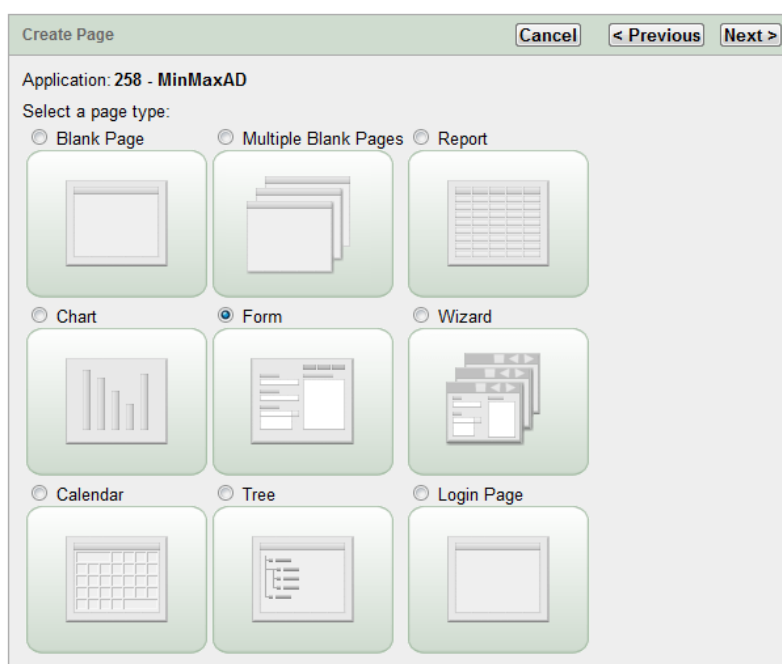 Create Page Cancel < Previous Next >
Application: 258 - MinMaxAD
Select a page type:
Blank Page Multiple Blank Pages Report
Chart Form Wizard
Calendar Tree Login Page